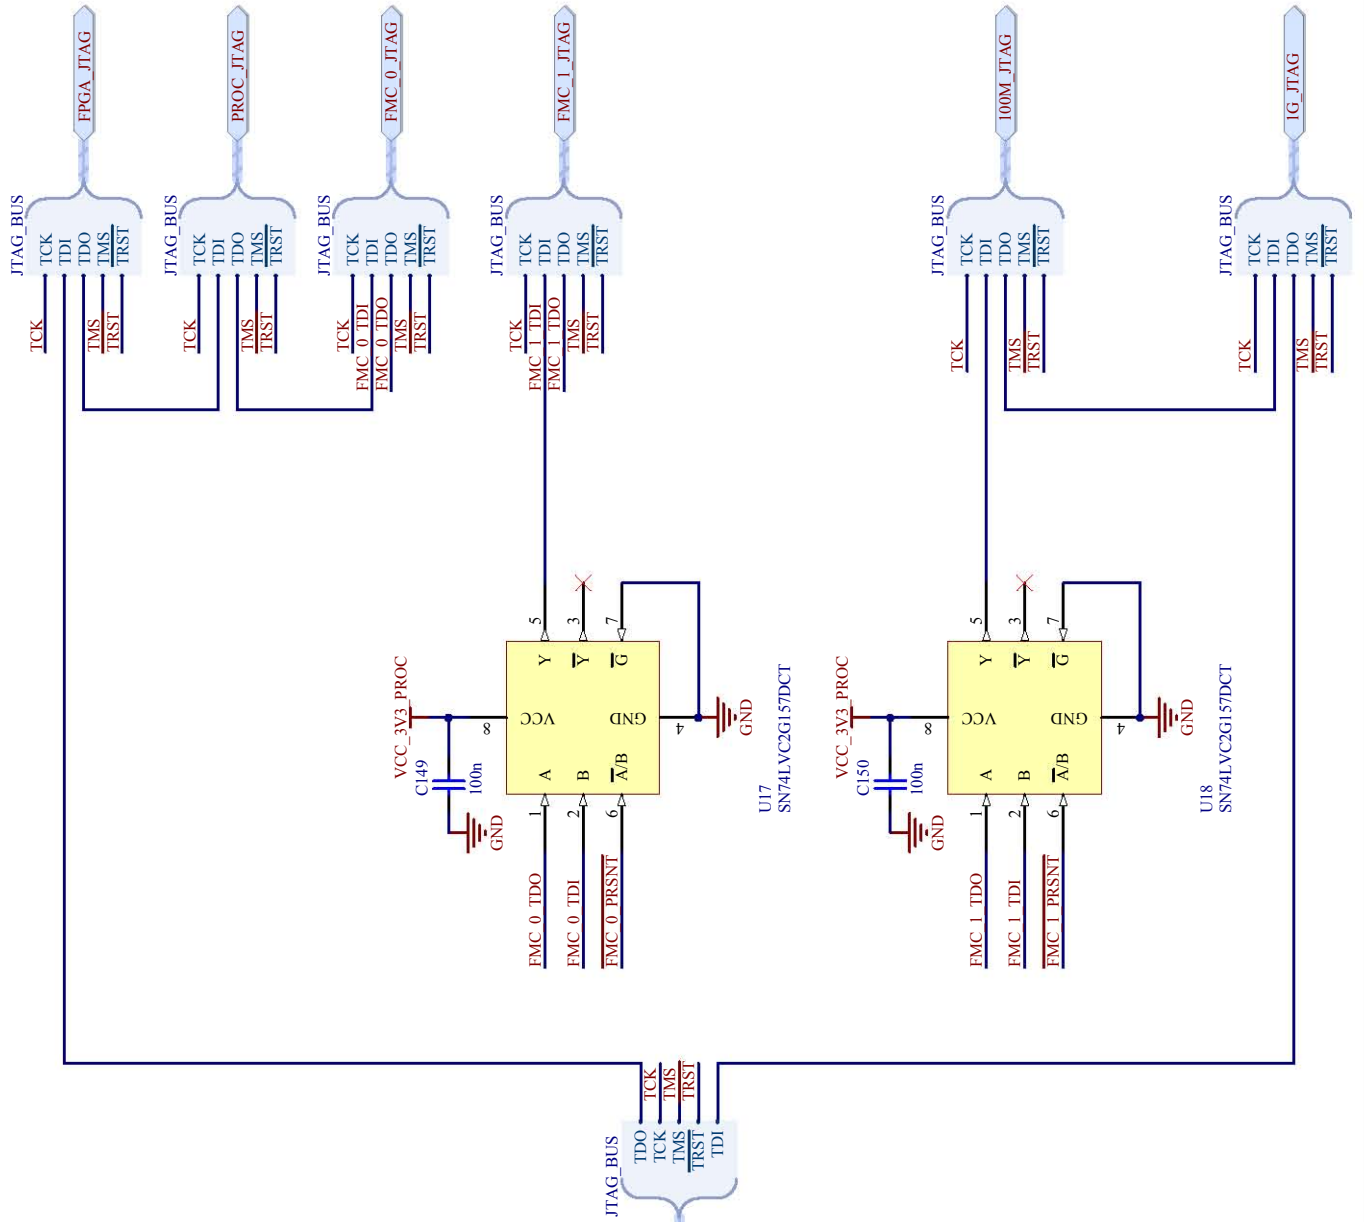 FPGA_JTAG
PROC_JTAG
FMC_0_JTAG
FMC_1_JTAG
100M_JTAG
1G_JTAG
JTAG_BUS
TCK
TDI
TDO
TMS
TRST
JTAG_BUS
TCK
TDI
TDO
TMS
TRST
JTAG_BUS
TCK
TDI
TDO
TMS
TRST
JTAG_BUS
TCK
TDI
TDO
TMS
TRST
JTAG_BUS
TCK
TDI
TDO
TMS
TRST
JTAG_BUS
TCK
TDI
TDO
TMS
TRST
TCK
TMS
TRST
TCK
TMS
TRST
TCK
FMC_0_TDI
FMC_0_TDO
TMS
TRST
TCK
FMC_1_TDI
FMC_1_TDO
TMS
TRST
TCK
TMS
TRST
TCK
TMS
TRST
5
3
7
Y
Y
G
VCC
GND
8
4
A
B
A/B
1
2
6
VCC_3V3_PROC
C149
100n
GND
GND
U17
SN74LVC2G157DCT
FMC_0_TDO
FMC_0_TDI
FMC_0_PRSNT
5
3
7
Y
Y
G
VCC
GND
8
4
A
B
A/B
1
2
6
VCC_3V3_PROC
C150
100n
GND
GND
U18
SN74LVC2G157DCT
FMC_1_TDO
FMC_1_TDI
FMC_1_PRSNT
TCK
TMS
TRST
JTAG_BUS
TDO
TCK
TMS
TRST
TDI